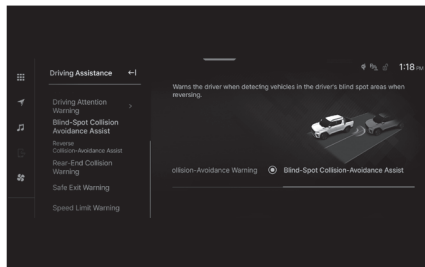 1:18 PM
Driving Assistance
Driving Attention
Warning
Blind-Spot Collision
Avoidance Assist
Reverse
Collision-Avoidance Assist
Rear-End Collision
Warning
Safe Exit Warning
Speed Limit Warning
Warns the driver when detecting vehicles in the driver's blind spot areas when
reversing.
ollision-Avoidance Warning
Blind-Spot Collision-Avoidance Assist